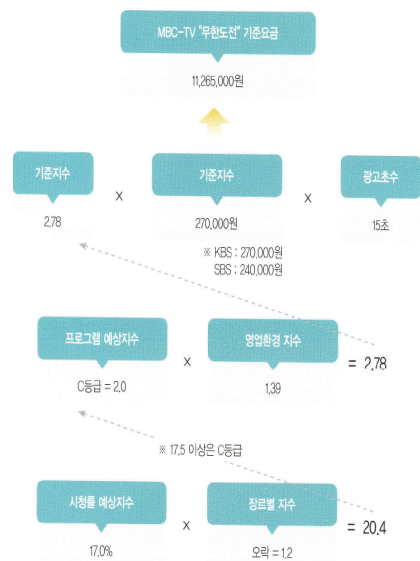 MBC-TV "무한도전" 기준요금
11,265,000원
기준지수 × 기준지수 × 광고초수
2.78 270,000원 15초
※ KBS : 270,000원
SBS : 240,000원
프로그램 예상지수 × 영업환경 지수 = 2.78
C등급 = 2.0 1.39
※ 17.5 이상은 C등급
시청률 예상지수 × 장르별 지수 = 20.4
17.0% 오락 = 1.2